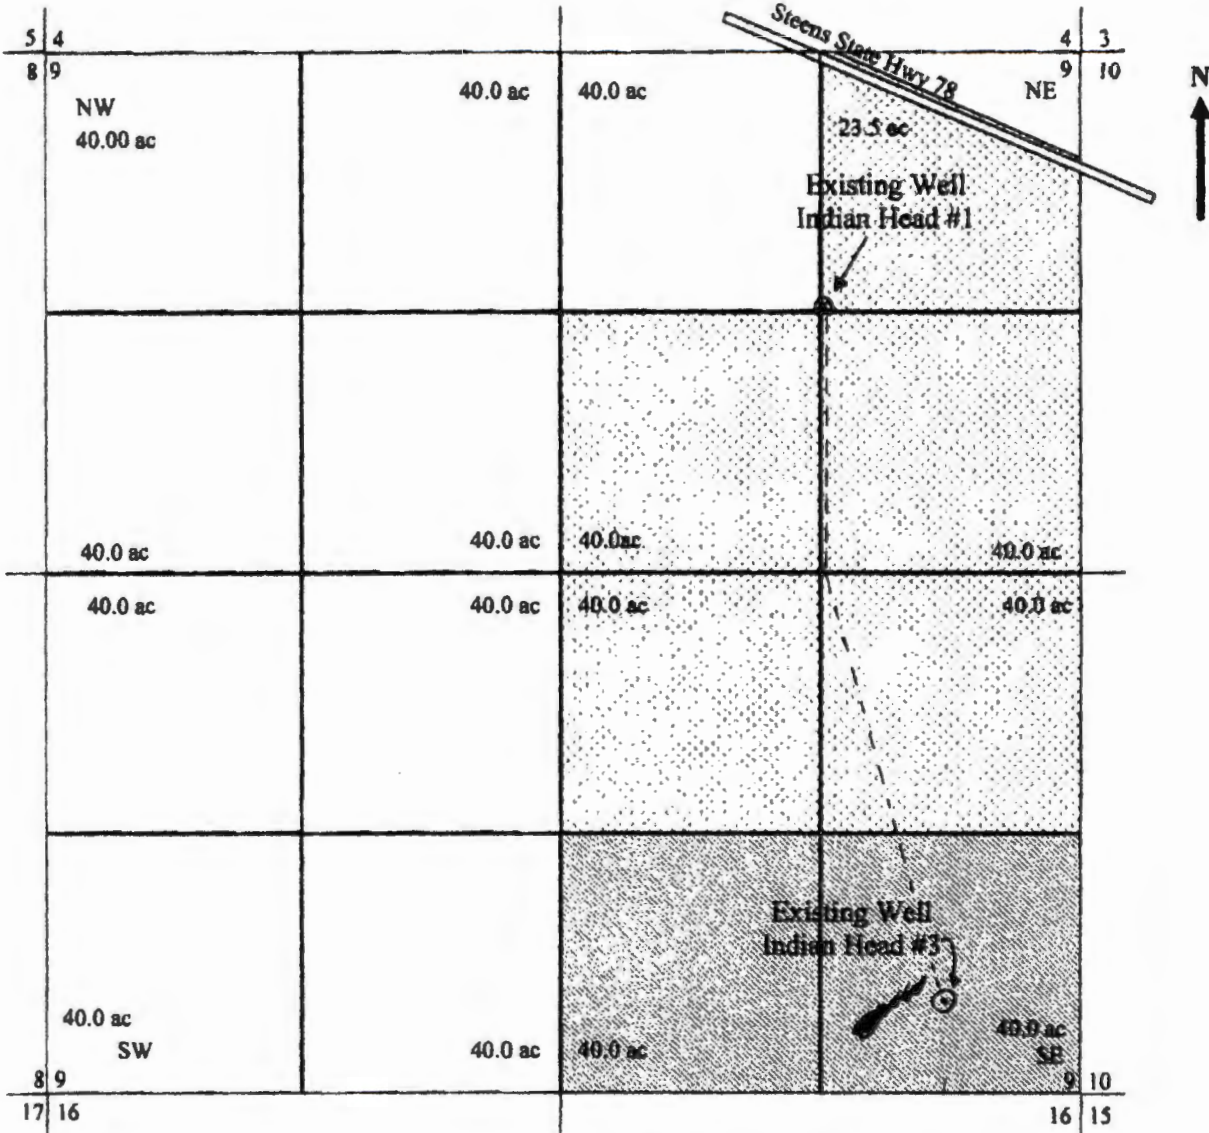 Steens State Hwy 78
5 4
4 3
8 9
9 10
N
NW
40.00 ac
40.0 ac
40.0 ac
NE
23.5 ac
Existing Well
Indian Head #1
40.0 ac
40.0 ac
40.0ac
40.0 ac
40.0 ac
40.0 ac
40.0 ac
40.0 ac
Existing Well
Indian Head #3
40.0 ac
SW
40.0 ac
40.0 ac
40.0 ac
SE
8 9
9 10
17 16
16 15